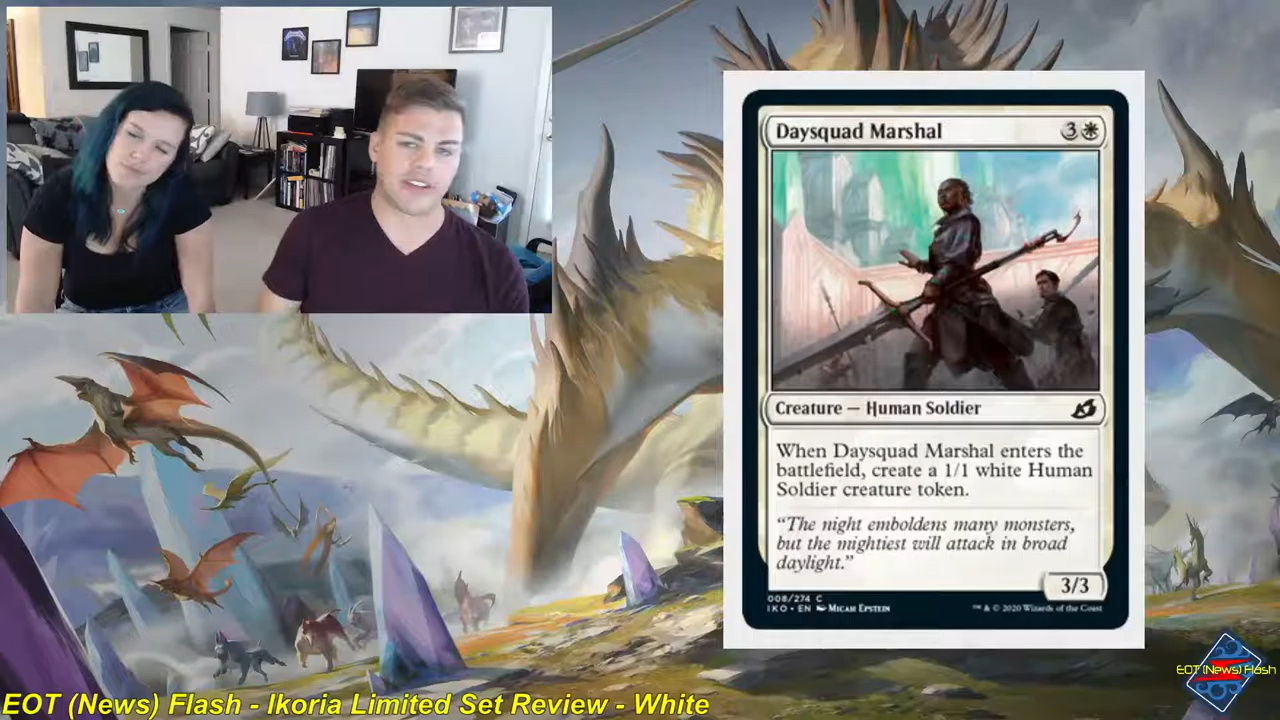 Daysquad Marshal 3
Creature — Human Soldier
When Daysquad Marshal enters the
battlefield, create a 1/1 white Human
Soldier creature token.
“The night emboldens many monsters,
but the mightiest will attack in broad
daylight.”
3/3
008/274 C
IKO • EN Micah Epstein
™ & © 2020 Wizards of the Coast
EOT (News) Flash
EOT (News) Flash - Ikoria Limited Set Review - White